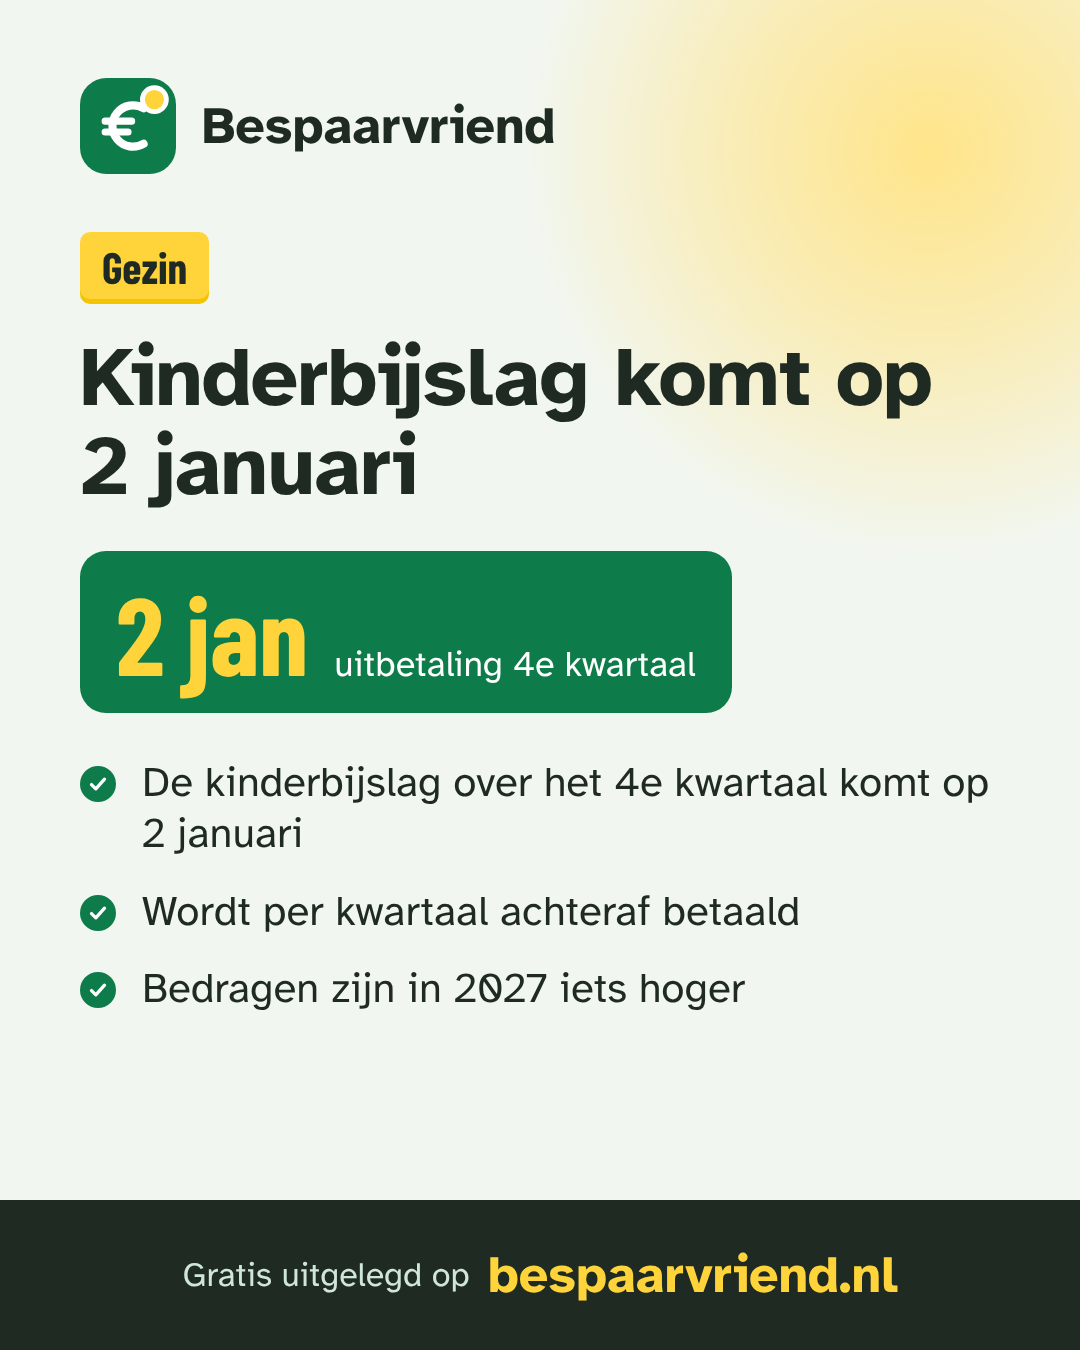 Bespaarvriend
Gezin
Kinderbijslag komt op
2 januari
2 jan uitbetaling 4e kwartaal
De kinderbijslag over het 4e kwartaal komt op
2 januari
Wordt per kwartaal achteraf betaald
Bedragen zijn in 2027 iets hoger
Gratis uitgelegd op bespaarvriend.nl